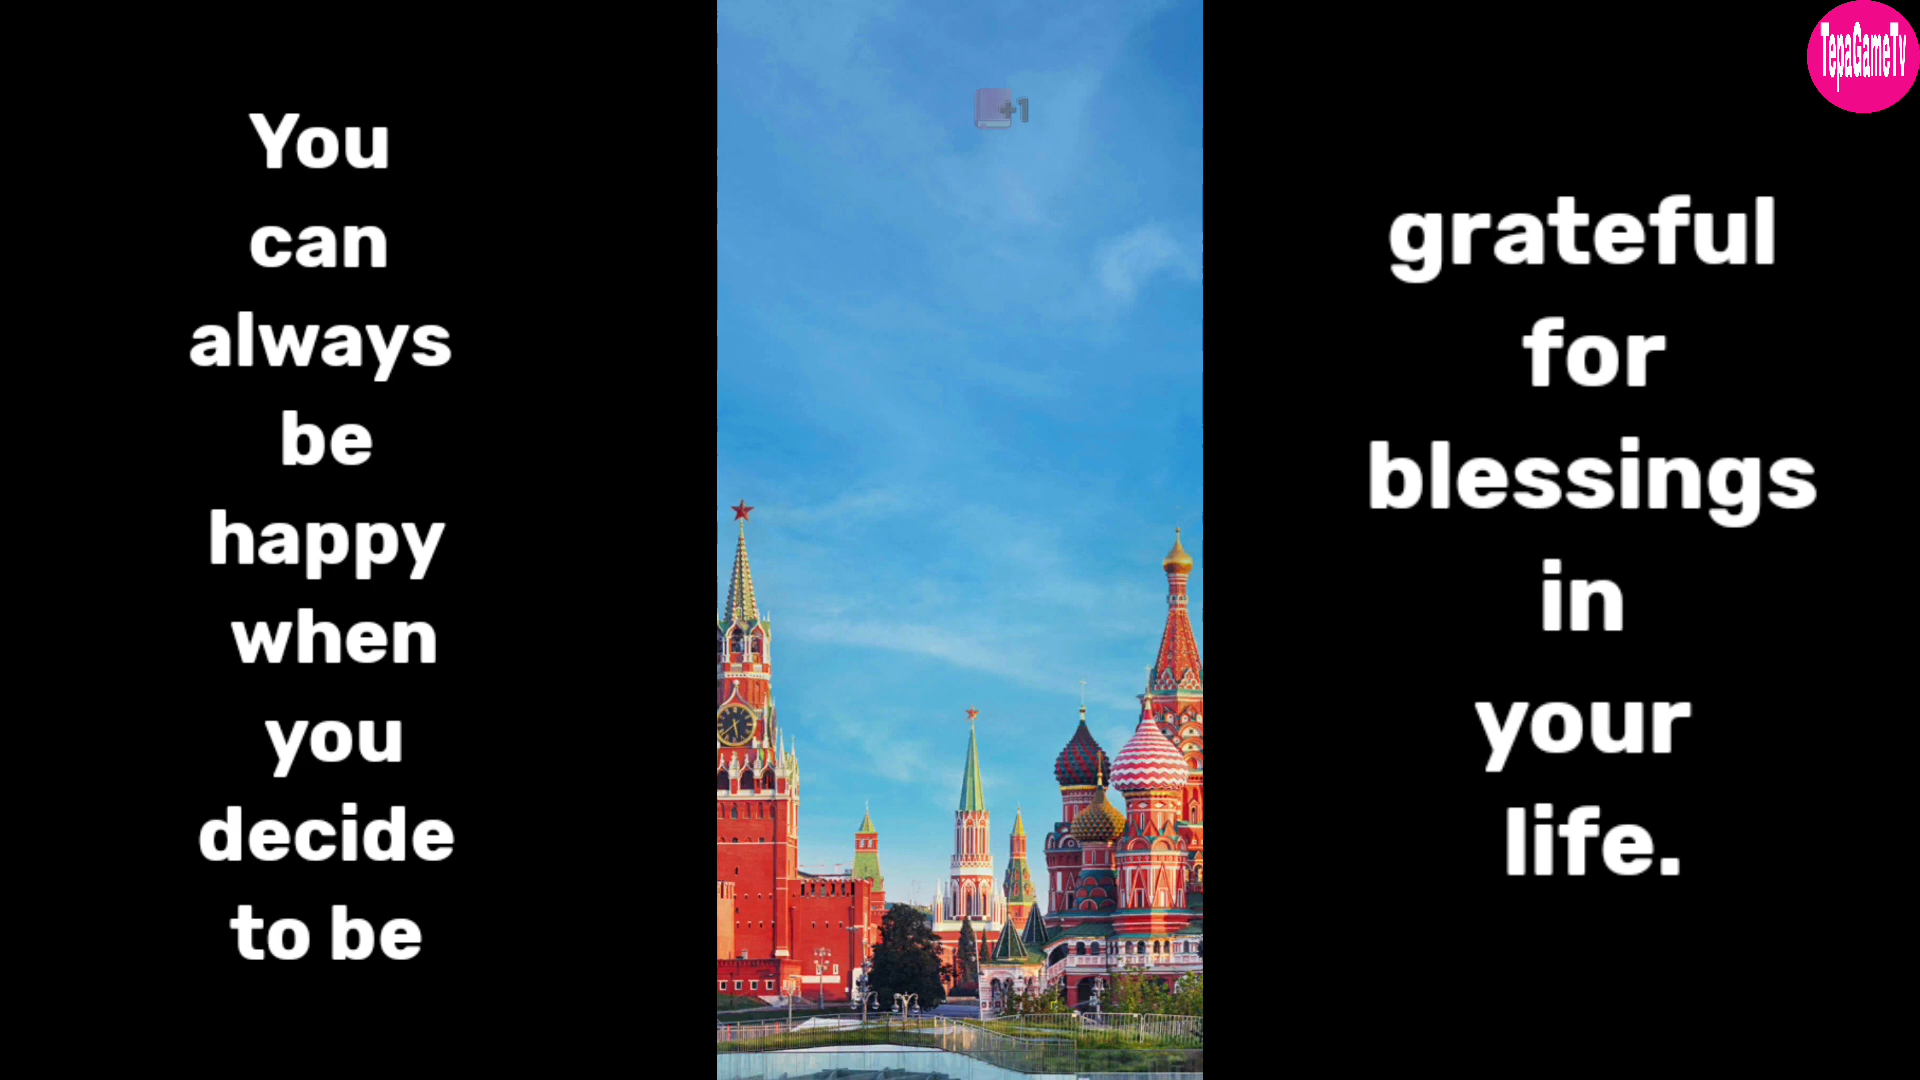 You
can
always
be
happy
when
you
decide
to be
+1
grateful
for
blessings
in
your
life.
TepaGameTv